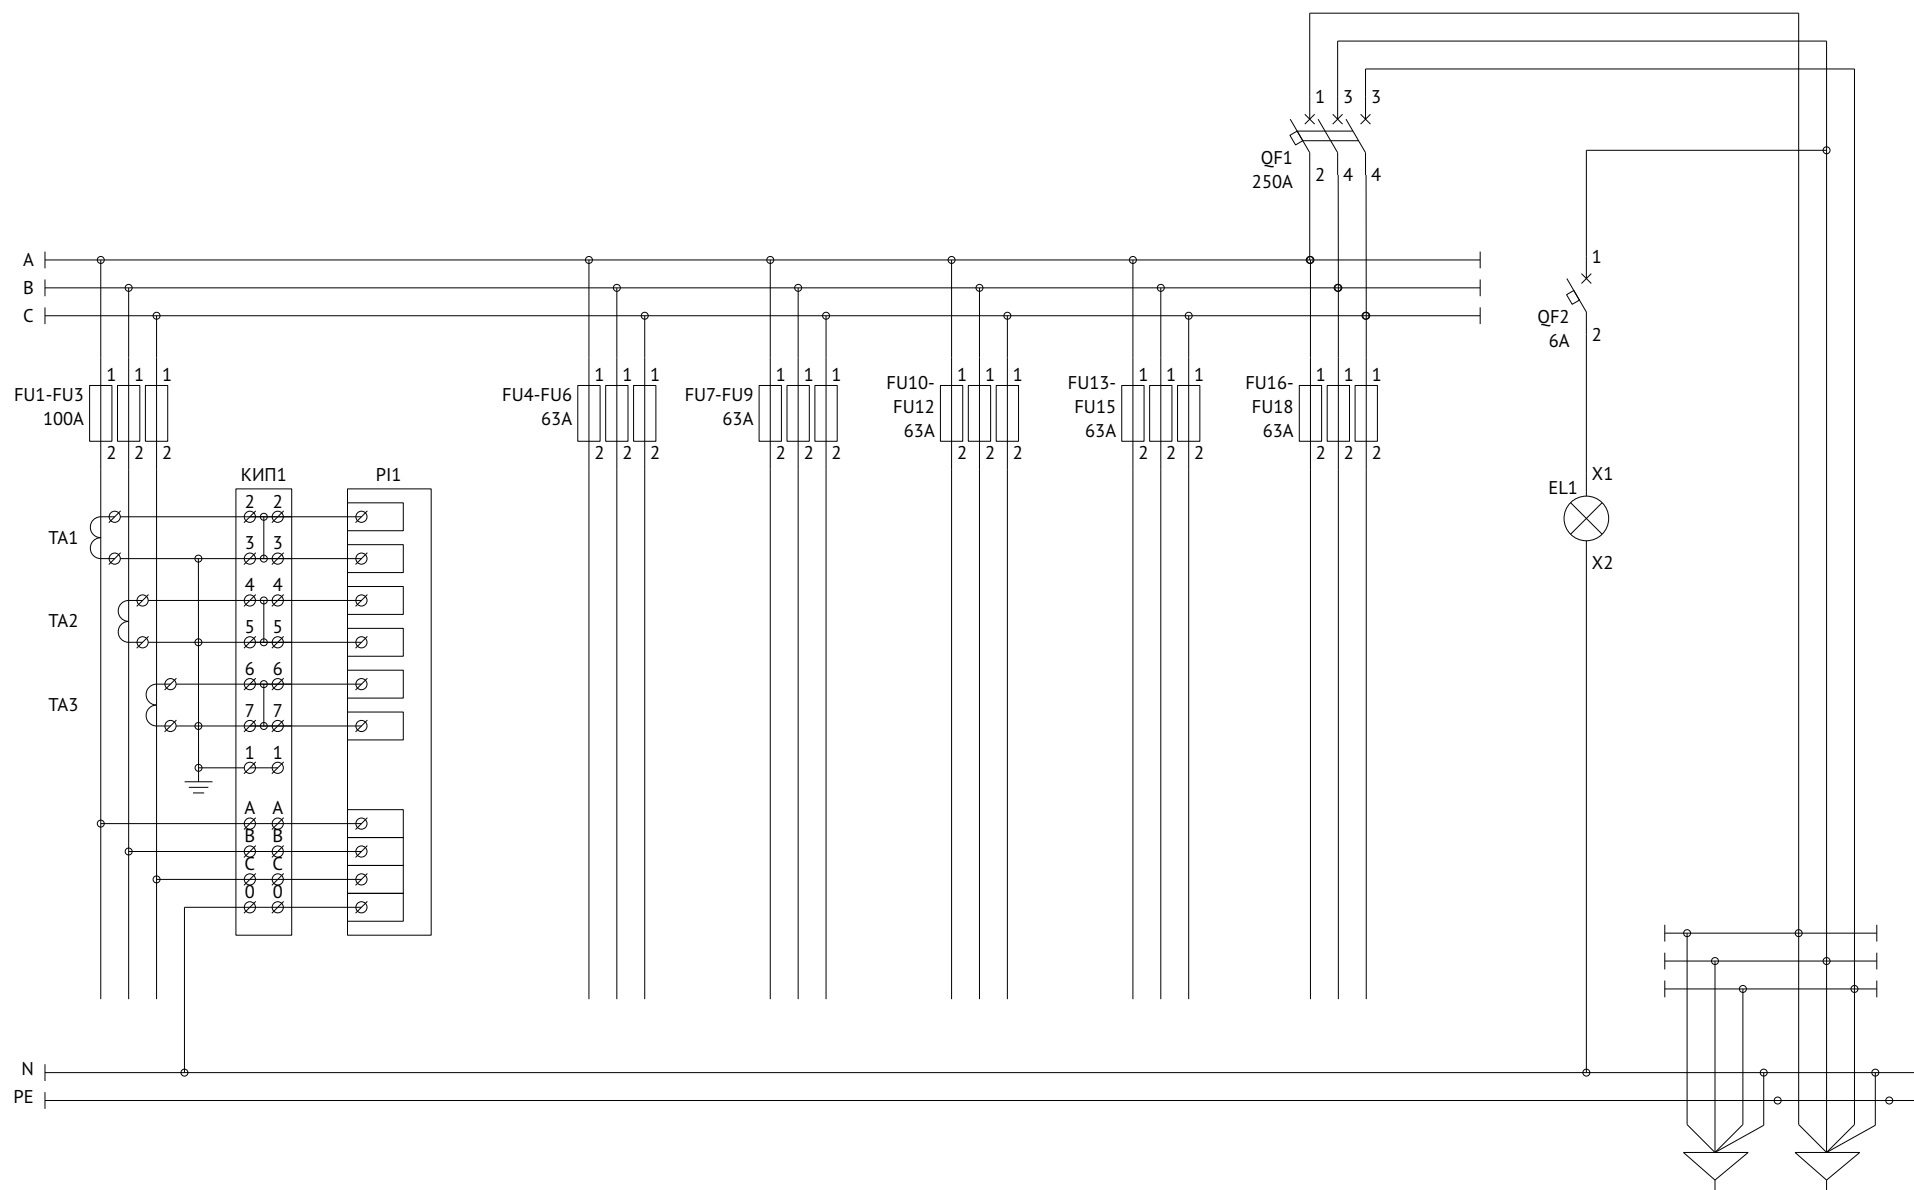 1 3 3
QF1
250A
2 4 4
A
B
C
1
QF2
6A
2
FU1-FU3
100A
1 1 1
2 2 2
FU4-FU6
63A
1 1 1
2 2 2
FU7-FU9
63A
1 1 1
2 2 2
FU10-
FU12
63A
1 1 1
2 2 2
FU13-
FU15
63A
1 1 1
2 2 2
FU16-
FU18
63A
1 1 1
2 2 2
КИП1
PI1
X1
EL1
X2
TA1
TA2
TA3
2 2
3 3
4 4
5 5
6 6
7 7
1 1
A A
B B
C C
0 0
N
PE